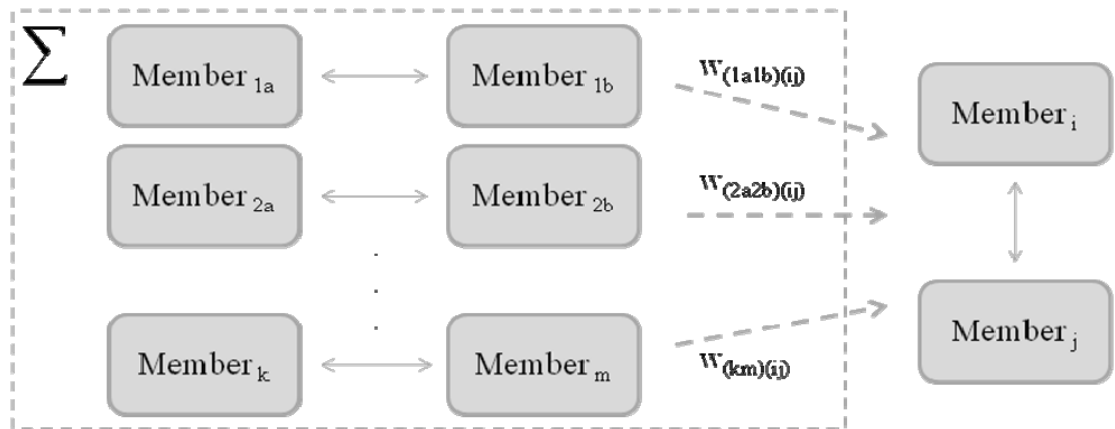 ∑
Member 1a
Member 1b
W(1a1b)(ij)
Member i
Member 2a
Member 2b
W(2a2b)(ij)
Member j
Member k
Member m
W(km)(ij)